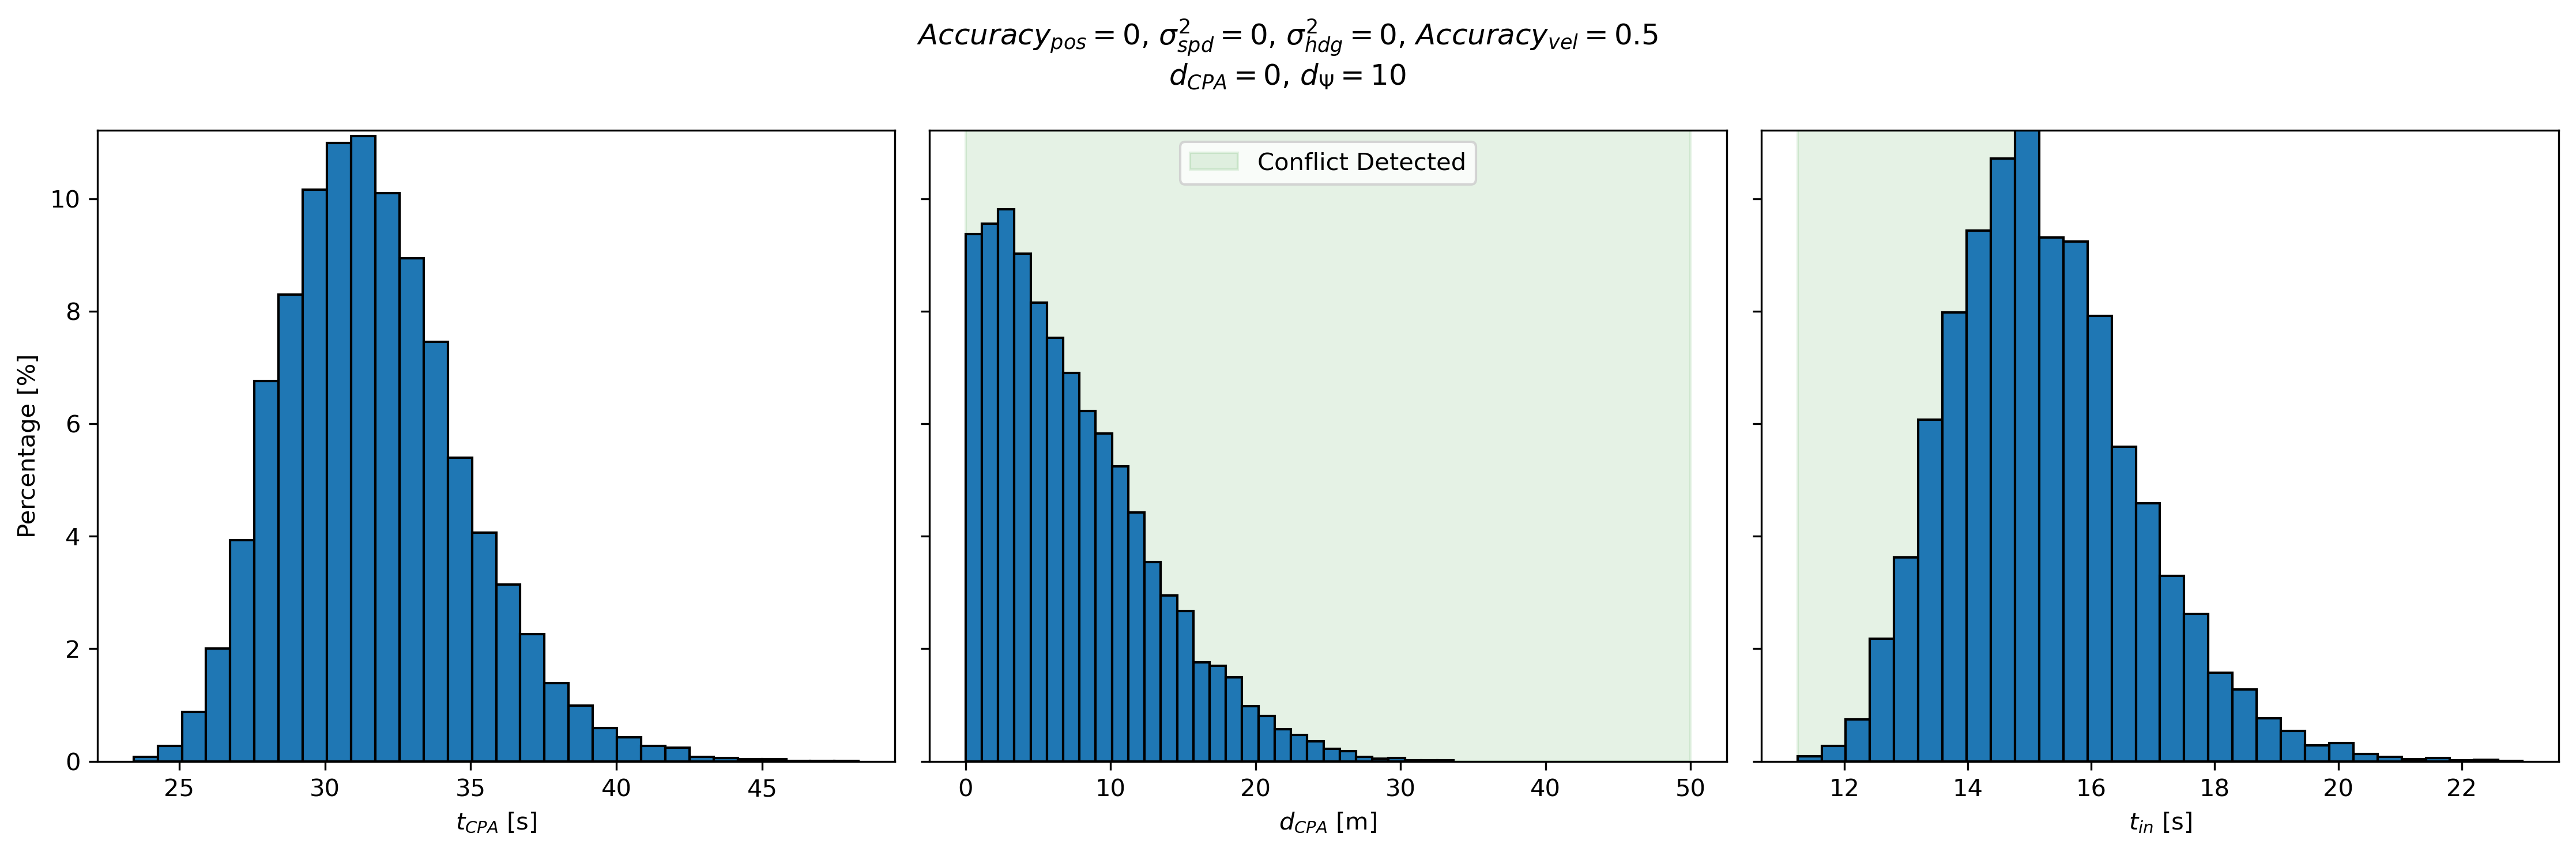 Accuracy_pos = 0, σ²_spd = 0, σ²_hdg = 0, Accuracy_vel = 0.5
d_CPA = 0, d_Ψ = 10
Percentage [%]
10
8
6
4
2
0
25 30 35 40 45
t_CPA [s]
Conflict Detected
0 10 20 30 40 50
d_CPA [m]
12 14 16 18 20 22
t_in [s]